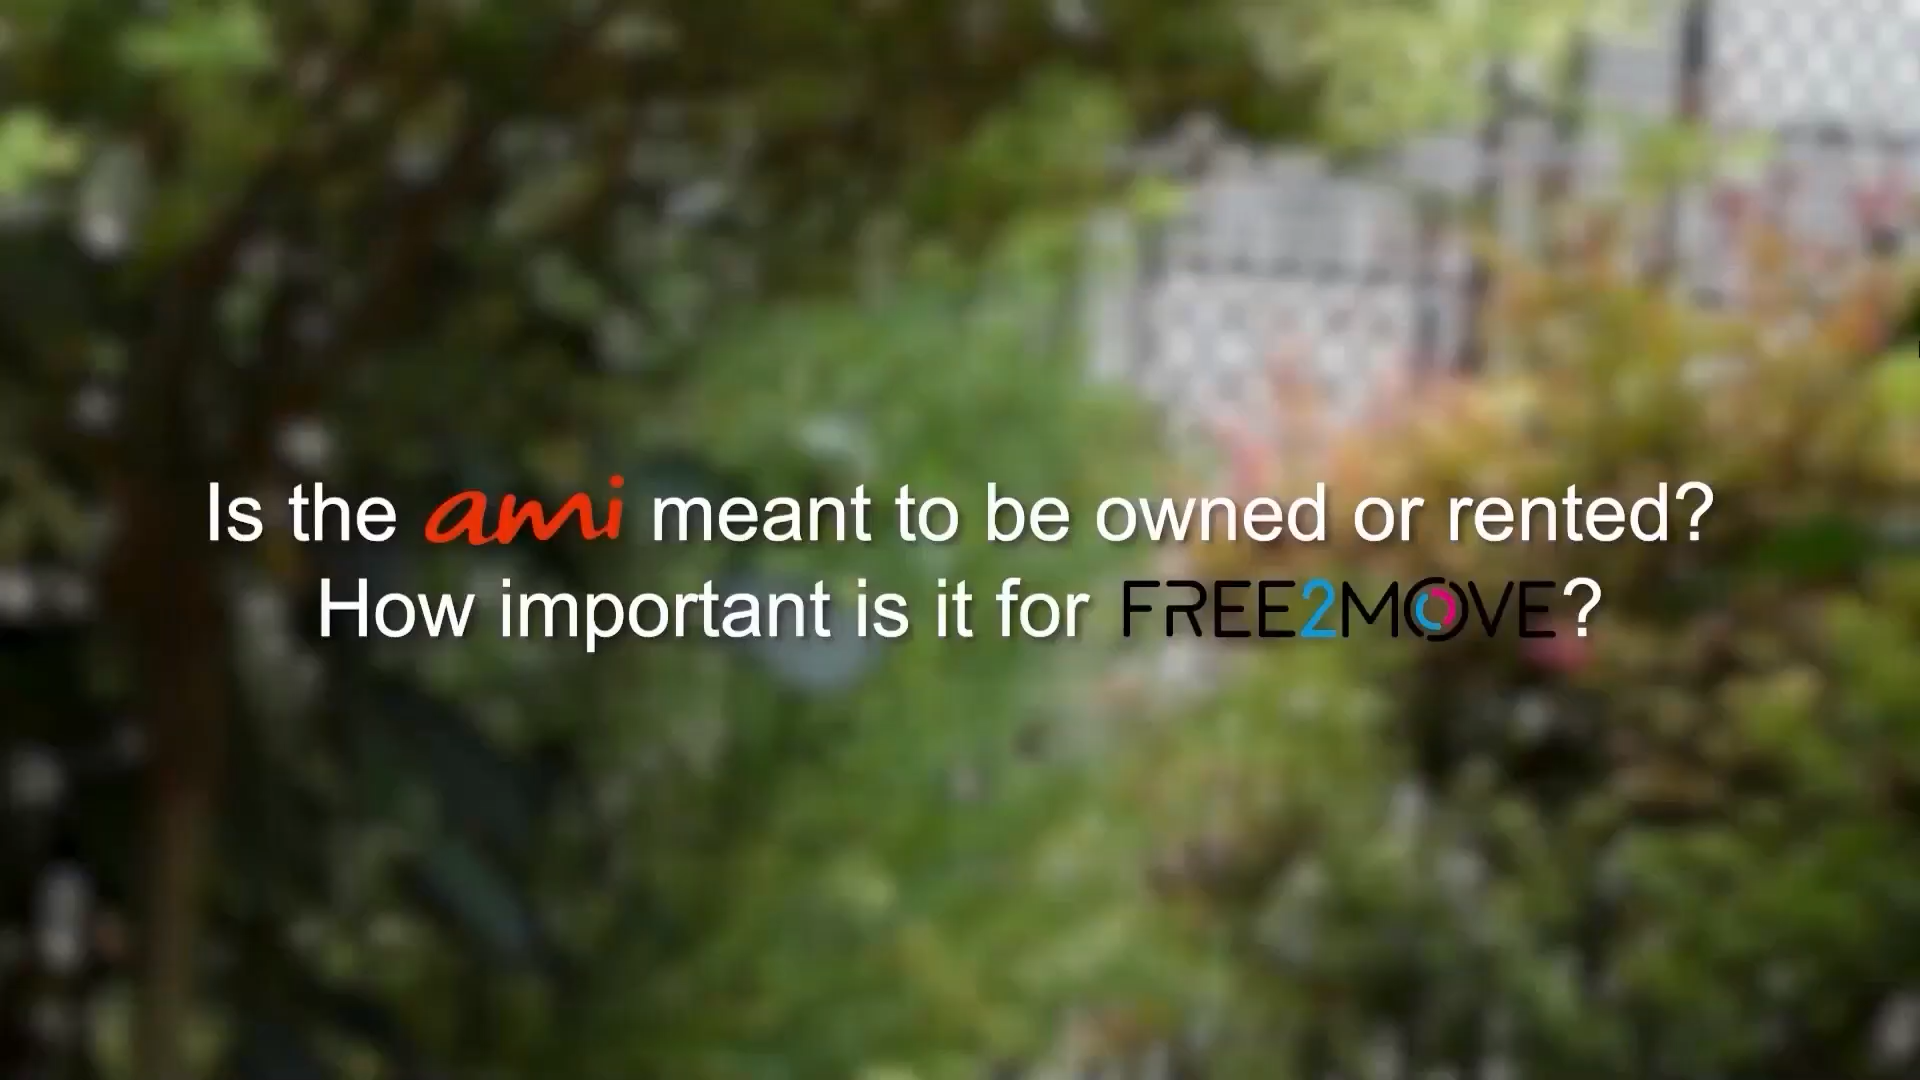 Is the ami meant to be owned or rented?
How important is it for FREE2MOVE?